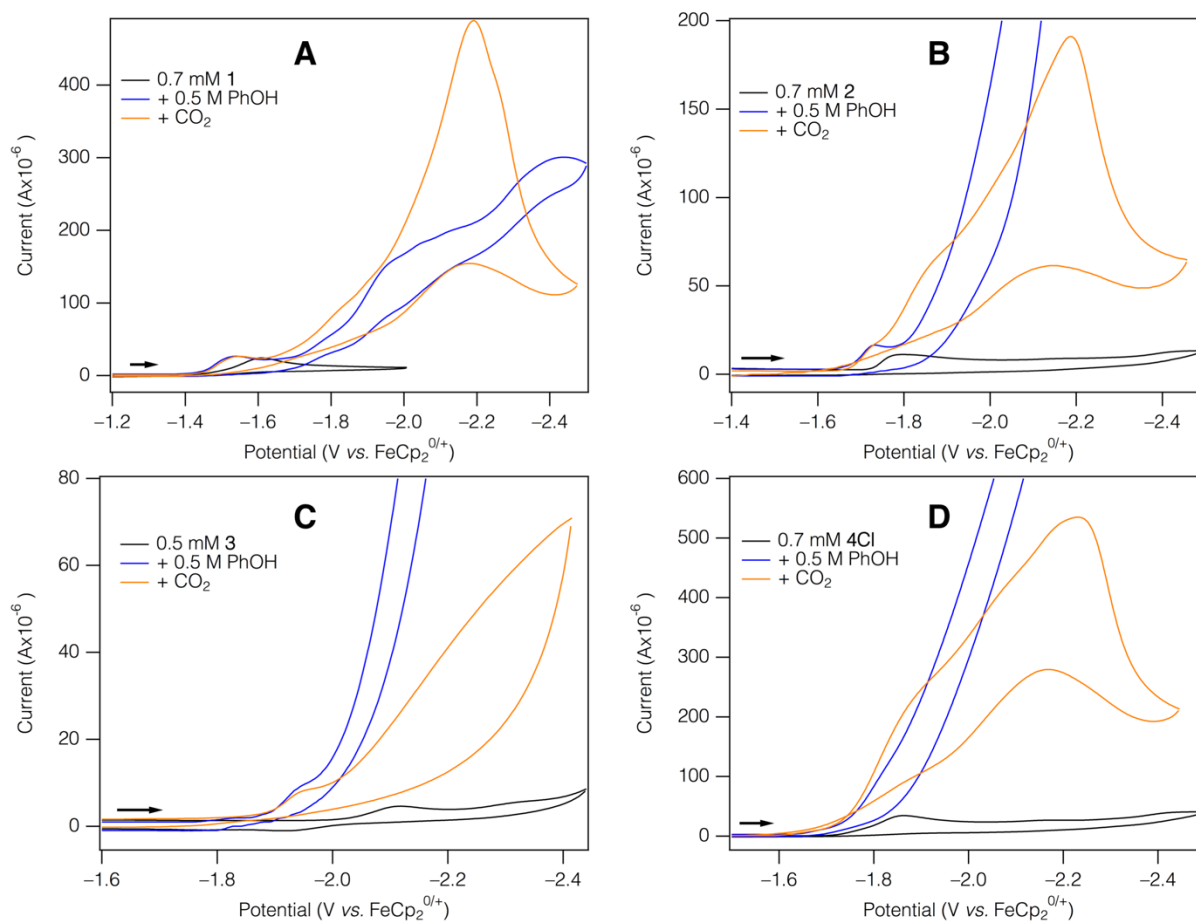 A
0.7 mM 1
+ 0.5 M PhOH
+ CO₂
Current (Ax10⁻⁶)
400
300
200
100
0
−1.2 −1.4 −1.6 −1.8 −2.0 −2.2 −2.4
Potential (V vs. FeCp₂⁰/⁺)
B
0.7 mM 2
+ 0.5 M PhOH
+ CO₂
Current (Ax10⁻⁶)
200
150
100
50
0
−1.4 −1.6 −1.8 −2.0 −2.2 −2.4
Potential (V vs. FeCp₂⁰/⁺)
C
0.5 mM 3
+ 0.5 M PhOH
+ CO₂
Current (Ax10⁻⁶)
80
60
40
20
0
−1.6 −1.8 −2.0 −2.2 −2.4
Potential (V vs. FeCp₂⁰/⁺)
D
0.7 mM 4Cl
+ 0.5 M PhOH
+ CO₂
Current (Ax10⁻⁶)
600
500
400
300
200
100
0
−1.6 −1.8 −2.0 −2.2 −2.4
Potential (V vs. FeCp₂⁰/⁺)